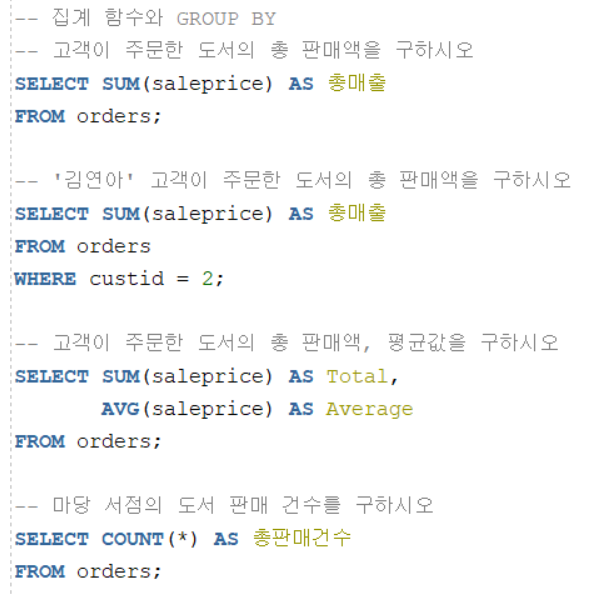 -- 집계 함수와 GROUP BY
-- 고객이 주문한 도서의 총 판매액을 구하시오
SELECT SUM(saleprice) AS 총매출
FROM orders;
-- '김연아' 고객이 주문한 도서의 총 판매액을 구하시오
SELECT SUM(saleprice) AS 총매출
FROM orders
WHERE custid = 2;
-- 고객이 주문한 도서의 총 판매액, 평균값을 구하시오
SELECT SUM(saleprice) AS Total,
AVG(saleprice) AS Average
FROM orders;
-- 마당 서점의 도서 판매 건수를 구하시오
SELECT COUNT(*) AS 총판매건수
FROM orders;